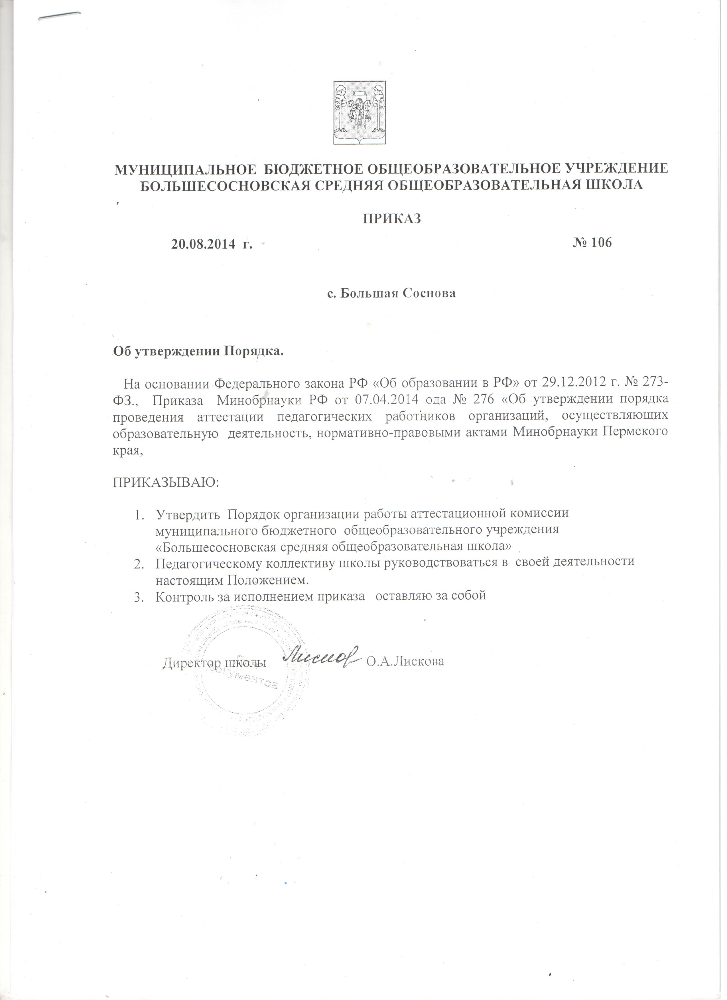 МУНИЦИПАЛЬНОЕ БЮДЖЕТНОЕ ОБЩЕОБРАЗОВАТЕЛЬНОЕ УЧРЕЖДЕНИЕ
БОЛЬШЕСОСНОВСКАЯ СРЕДНЯЯ ОБЩЕОБРАЗОВАТЕЛЬНАЯ ШКОЛА
ПРИКАЗ
20.08.2014 г. № 106
с. Большая Соснова
Об утверждении Порядка.
На основании Федерального закона РФ «Об образовании в РФ» от 29.12.2012 г. № 273-
ФЗ., Приказа Минобрнауки РФ от 07.04.2014 ода № 276 «Об утверждении порядка
проведения аттестации педагогических работников организаций, осуществляющих
образовательную деятельность, нормативно-правовыми актами Минобрнауки Пермского
края,
ПРИКАЗЫВАЮ:
1. Утвердить Порядок организации работы аттестационной комиссии
муниципального бюджетного общеобразовательного учреждения
«Большесосновская средняя общеобразовательная школа»
2. Педагогическому коллективу школы руководствоваться в своей деятельности
настоящим Положением.
3. Контроль за исполнением приказа оставляю за собой
Директор школы О.А.Лискова
документов